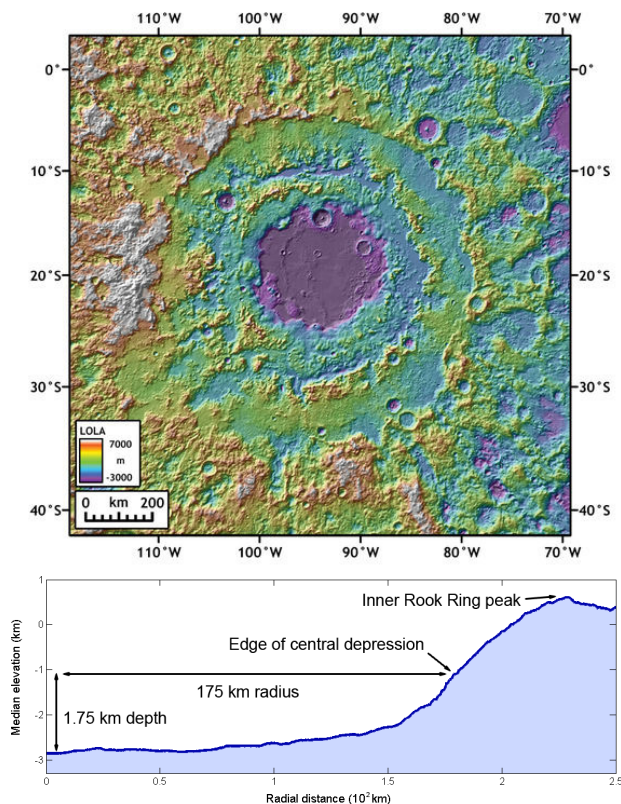 110°W 100°W 90°W 80°W 70°W
0° 0°
10°S 10°S
20°S 20°S
30°S 30°S
LOLA
7000
m
-3000
0 km 200
40°S 40°S
110°W 100°W 90°W 80°W 70°W
1
Inner Rook Ring peak
0
Edge of central depression
-1
175 km radius
1.75 km depth
-2
-3
Median elevation (km)
0 0.5 1 1.5 2 2.5
Radial distance (10² km)